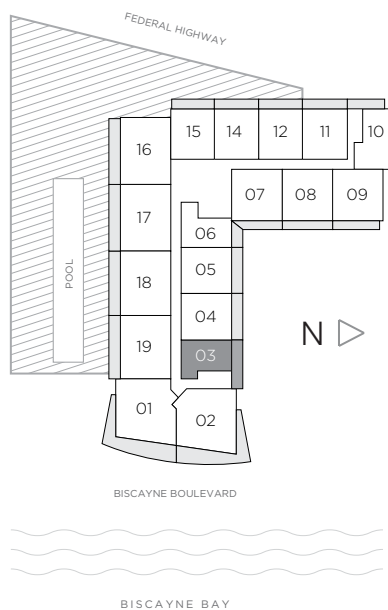 FEDERAL HIGHWAY
15 14 12 11 10
16
07 08 09
17
06
05
POOL
18
04
N
19
03
01
02
BISCAYNE BOULEVARD
BISCAYNE BAY